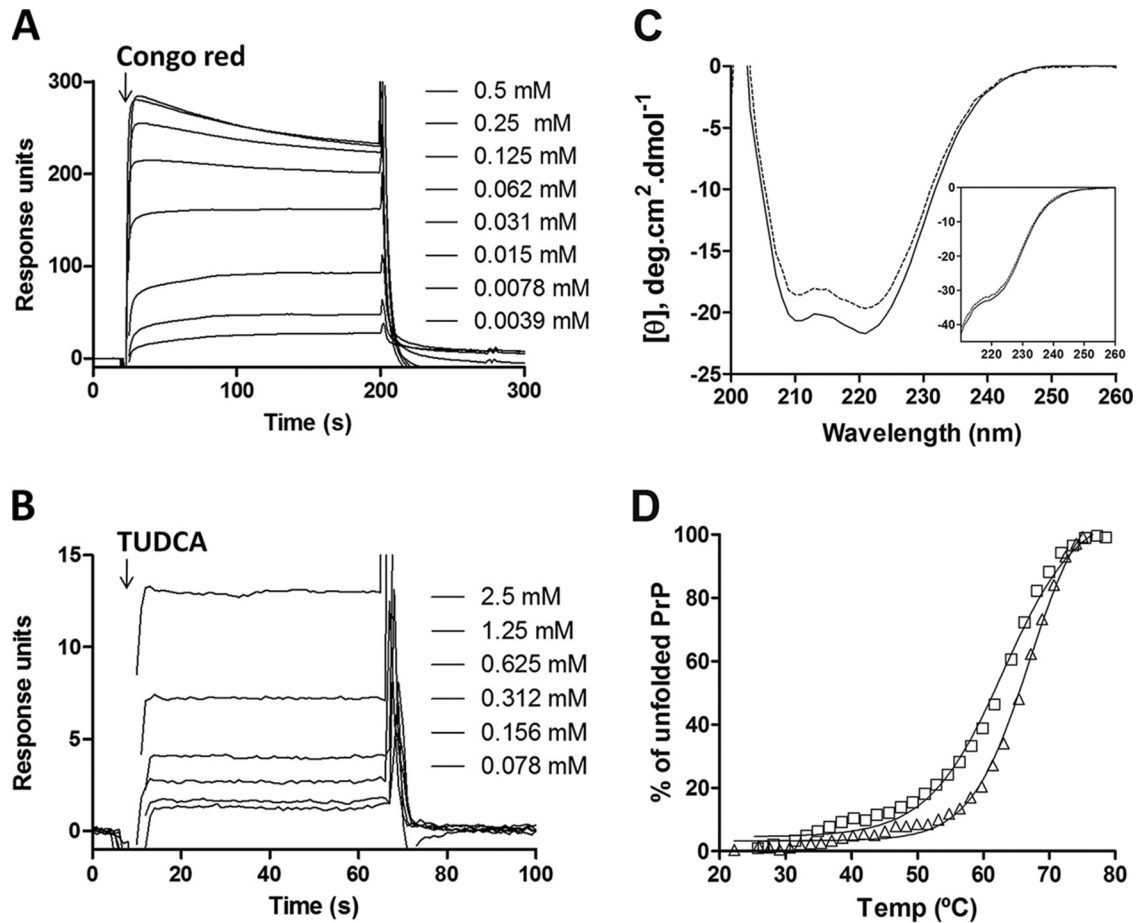 A
Congo red
300
200
100
0
Response units
0.5 mM
0.25 mM
0.125 mM
0.062 mM
0.031 mM
0.015 mM
0.0078 mM
0.0039 mM
0 100 200 300
Time (s)
B
TUDCA
15
10
5
0
Response units
2.5 mM
1.25 mM
0.625 mM
0.312 mM
0.156 mM
0.078 mM
0 20 40 60 80 100
Time (s)
C
0
-5
-10
-15
-20
-25
[θ], deg.cm².dmol⁻¹
0
-10
-20
-30
-40
220 230 240 250 260
200 210 220 230 240 250 260
Wavelength (nm)
D
100
80
60
40
20
0
% of unfolded PrP
20 30 40 50 60 70 80
Temp (ºC)